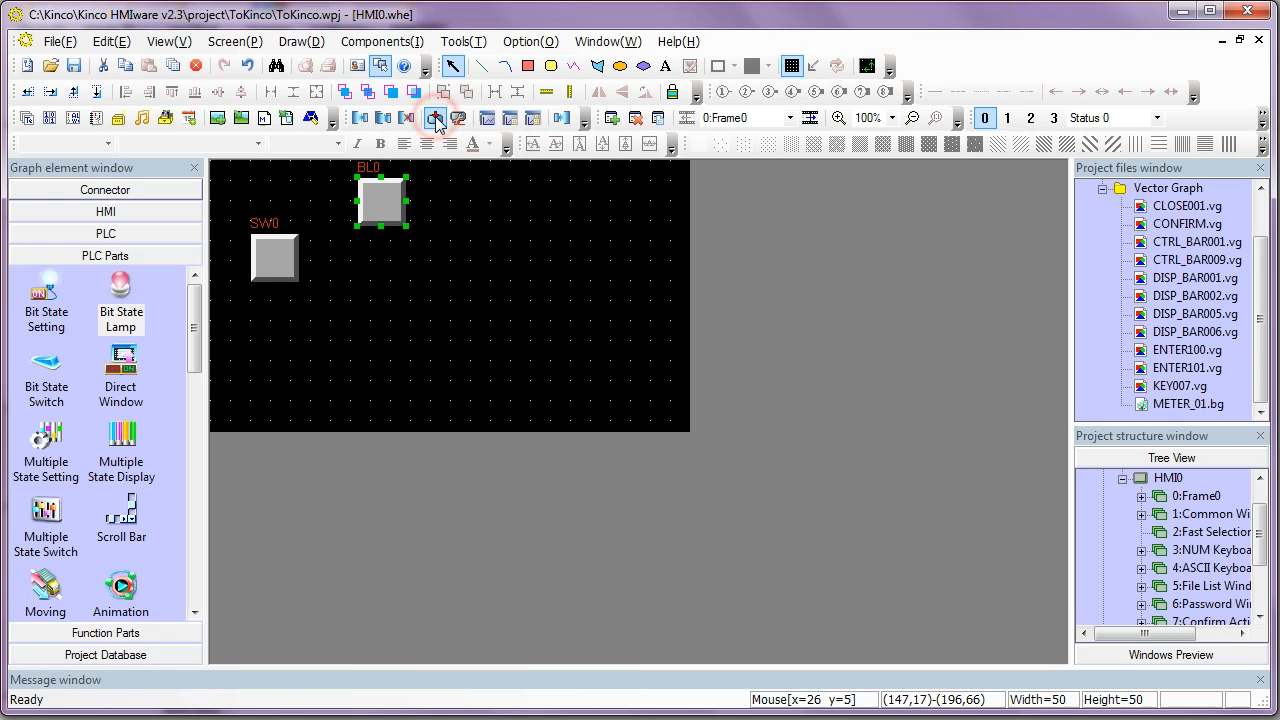 C:\Kinco\Kinco HMIware v2.3\project\ToKinco\ToKinco.wpj - [HMI0.whe]
File(F) Edit(E) View(V) Screen(P) Draw(D) Components(I) Tools(T) Option(O) Window(W) Help(H)
0:Frame0 100% 0 1 2 3 Status 0
Graph element window
Connector
HMI
PLC
PLC Parts
Bit State Setting
Bit State Lamp
Bit State Switch
Direct Window
Multiple State Setting
Multiple State Display
Multiple State Switch
Scroll Bar
Moving
Animation
Function Parts
Project Database
BL0
SW0
Project files window
Vector Graph
CLOSE001.vg
CONFIRM.vg
CTRL_BAR001.vg
CTRL_BAR009.vg
DISP_BAR001.vg
DISP_BAR002.vg
DISP_BAR005.vg
DISP_BAR006.vg
ENTER100.vg
ENTER101.vg
KEY007.vg
METER_01.bg
Project structure window
Tree View
HMI0
0:Frame0
1:Common Wi
2:Fast Selection
3:NUM Keyboa
4:ASCII Keyboa
5:File List Wind
6:Password Wi
7:Confirm Acti
Windows Preview
Message window
Ready
Mouse[x=26 y=5] (147,17)-(196,66) Width=50 Height=50